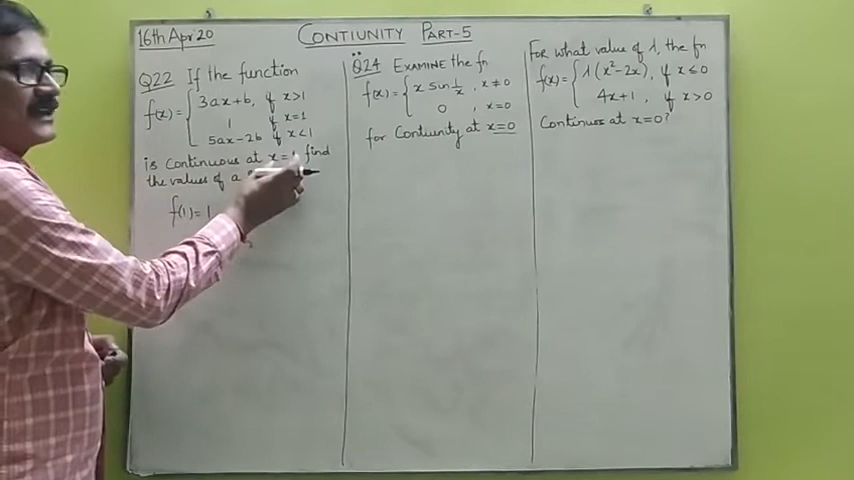 16th Apr'20
CONTIUNITY PART-5
Q22 If the function
f(x) = { 3ax+b, if x>1
1 if x=1
5ax-2b if x<1
is Continuous at x=1 find
the values of a
f(1) = 1
Q24 EXAMINE the fn
f(x) = { x sin 1/x, x≠0
0 , x=0
for Contiunity at x=0
For what value of λ, the fn
f(x) = { λ(x²-2x), if x≤0
4x+1 , if x>0
Continuos at x=0?